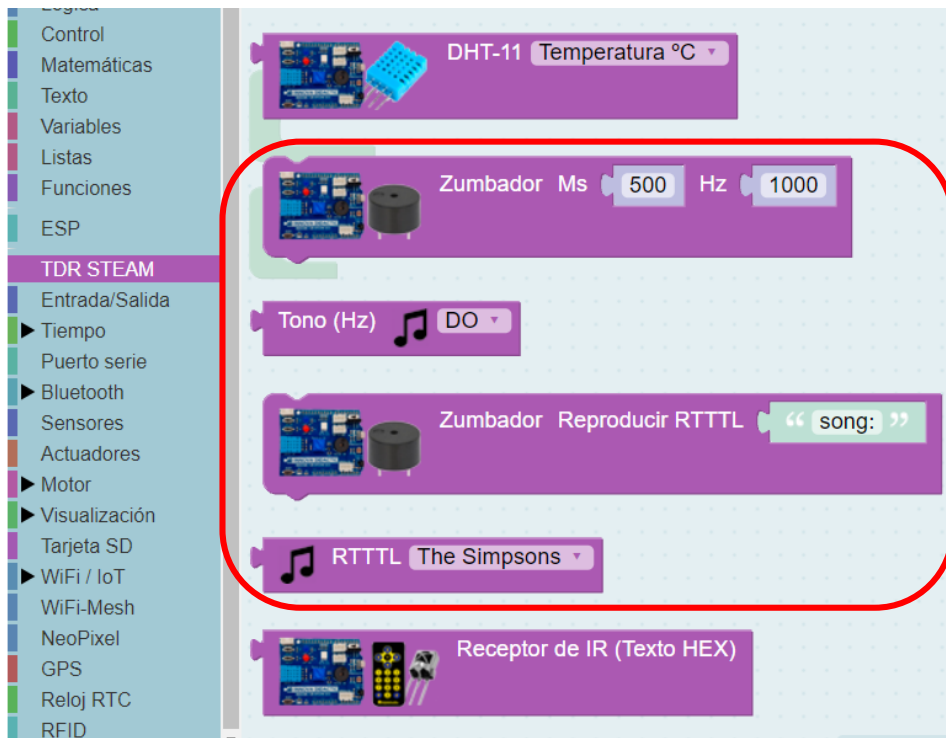 Lógica
Control
Matemáticas
Texto
Variables
Listas
Funciones
ESP
TDR STEAM
Entrada/Salida
Tiempo
Puerto serie
Bluetooth
Sensores
Actuadores
Motor
Visualización
Tarjeta SD
WiFi / IoT
WiFi-Mesh
NeoPixel
GPS
Reloj RTC
RFID
DHT-11 Temperatura ºC
Zumbador Ms 500 Hz 1000
Tono (Hz) DO
Zumbador Reproducir RTTTL “ song: ”
RTTTL The Simpsons
Receptor de IR (Texto HEX)